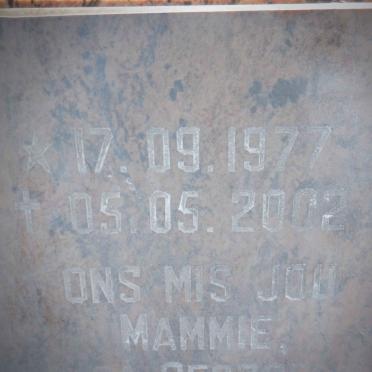 * 17. 09. 1977
† 05. 05. 2002
ONS MIS JOU
MAMMIE.